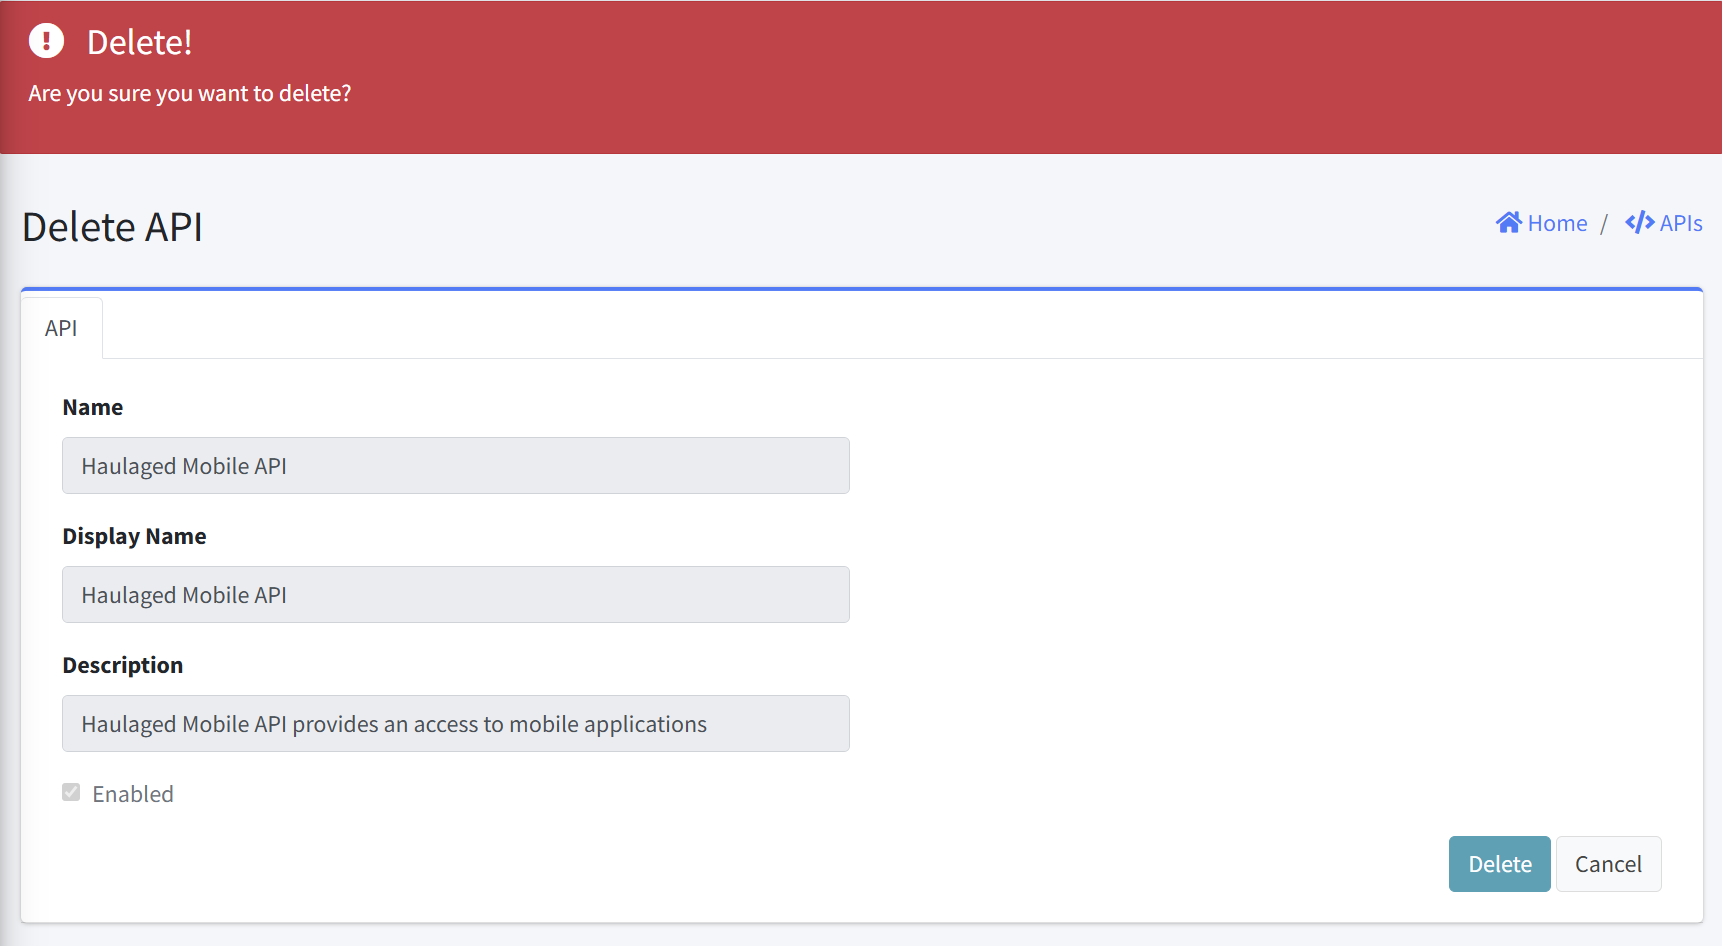 Delete!
Are you sure you want to delete?
Delete API
Home / APIs
API
Name
Haulaged Mobile API
Display Name
Haulaged Mobile API
Description
Haulaged Mobile API provides an access to mobile applications
Enabled
Delete Cancel